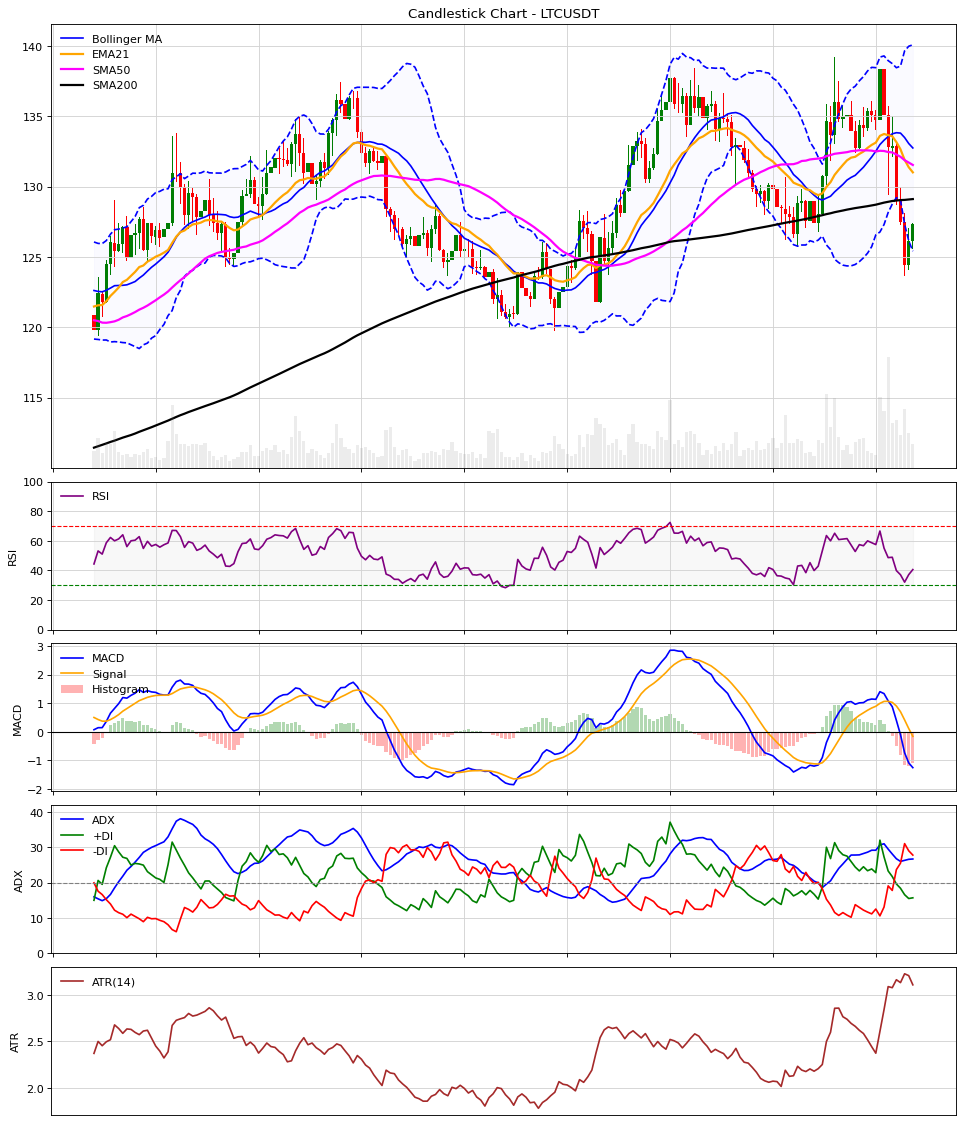 Candlestick Chart - LTCUSDT
Bollinger MA
EMA21
SMA50
SMA200
140
135
130
125
120
115
RSI
RSI
100
80
60
40
20
0
MACD
Signal
Histogram
MACD
3
2
1
0
−1
−2
ADX
+DI
-DI
ADX
40
30
20
10
0
ATR(14)
ATR
3.0
2.5
2.0